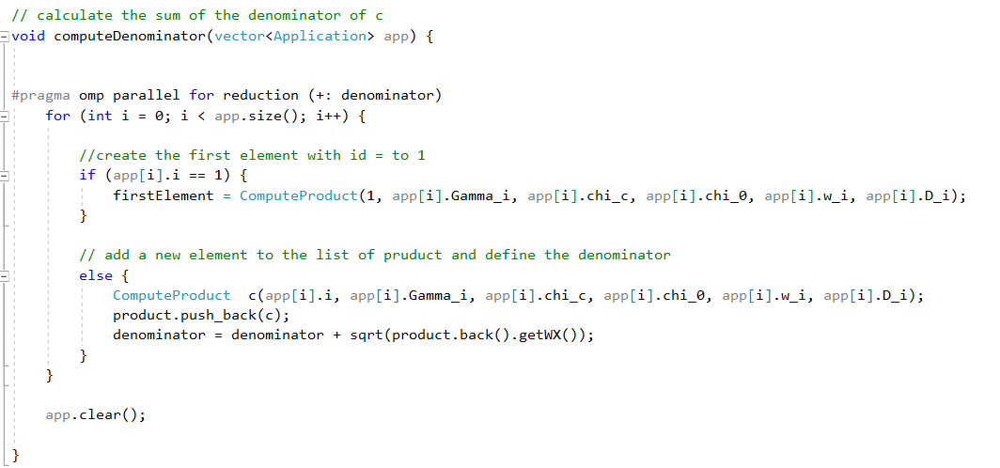 // calculate the sum of the denominator of c
void computeDenominator(vector<Application> app) {
#pragma omp parallel for reduction (+: denominator)
for (int i = 0; i < app.size(); i++) {
//create the first element with id = to 1
if (app[i].i == 1) {
firstElement = ComputeProduct(1, app[i].Gamma_i, app[i].chi_c, app[i].chi_0, app[i].w_i, app[i].D_i);
}
// add a new element to the list of pruduct and define the denominator
else {
ComputeProduct  c(app[i].i, app[i].Gamma_i, app[i].chi_c, app[i].chi_0, app[i].w_i, app[i].D_i);
product.push_back(c);
denominator = denominator + sqrt(product.back().getWX());
}
}
app.clear();
}